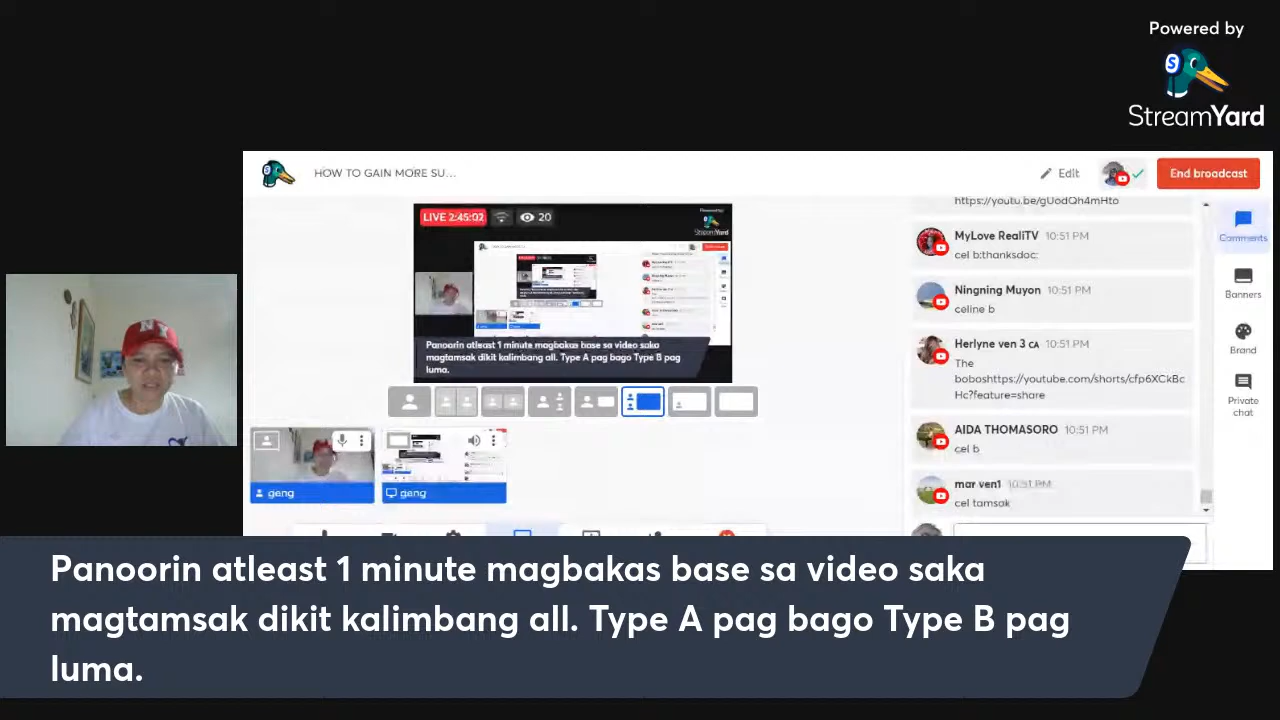 Powered by
StreamYard
HOW TO GAIN MORE SU...
Edit
End broadcast
LIVE 2:45:02
20
Panoorin atleast 1 minute magbakas base sa video saka
magtamsak dikit kalimbang all. Type A pag bago Type B pag
luma.
geng
geng
https://youtu.be/gUodQh4mHto
MyLove RealiTV 10:51 PM
cel b:thanksdoc:
Ningning Muyon 10:51 PM
celine b
Herlyne ven 3 CA 10:51 PM
The
boboshttps://youtube.com/shorts/cfp6XCkBc
Hc?feature=share
AIDA THOMASORO 10:51 PM
cel b
mar ven1 10:51 PM
cel tamsak
Comments
Banners
Brand
Private
chat
Panoorin atleast 1 minute magbakas base sa video saka
magtamsak dikit kalimbang all. Type A pag bago Type B pag
luma.